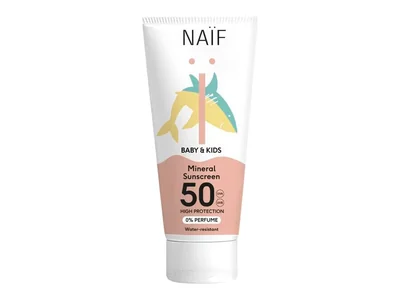 NAÏF
ï
BABY & KIDS
Mineral
Sunscreen
50
HIGH PROTECTION
0% PERFUME
Water-resistant